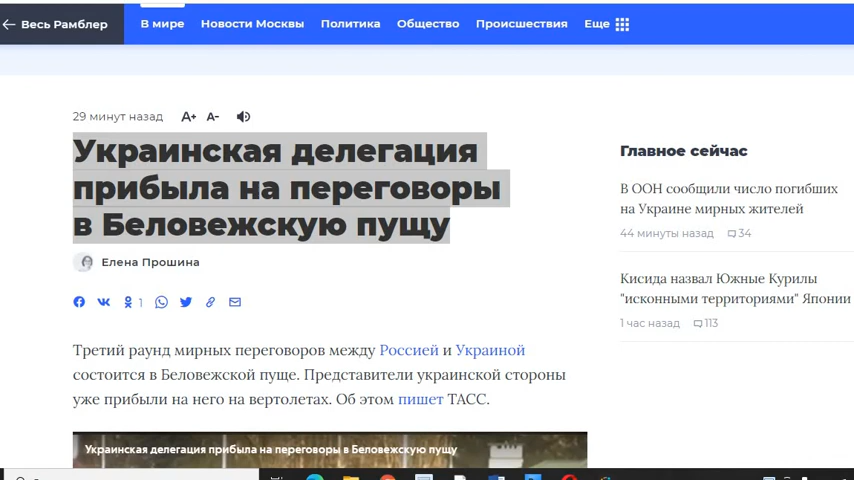 Весь Рамблер
В мире Новости Москвы Политика Общество Происшествия Еще
29 минут назад A+ A-
Украинская делегация
прибыла на переговоры
в Беловежскую пущу
Елена Прошина
1
Третий раунд мирных переговоров между Россией и Украиной
состоится в Беловежской пуще. Представители украинской стороны
уже прибыли на него на вертолетах. Об этом пишет ТАСС.
Украинская делегация прибыла на переговоры в Беловежскую пущу
Главное сейчас
В ООН сообщили число погибших
на Украине мирных жителей
44 минуты назад 34
Кисида назвал Южные Курилы
"исконными территориями" Японии
1 час назад 113